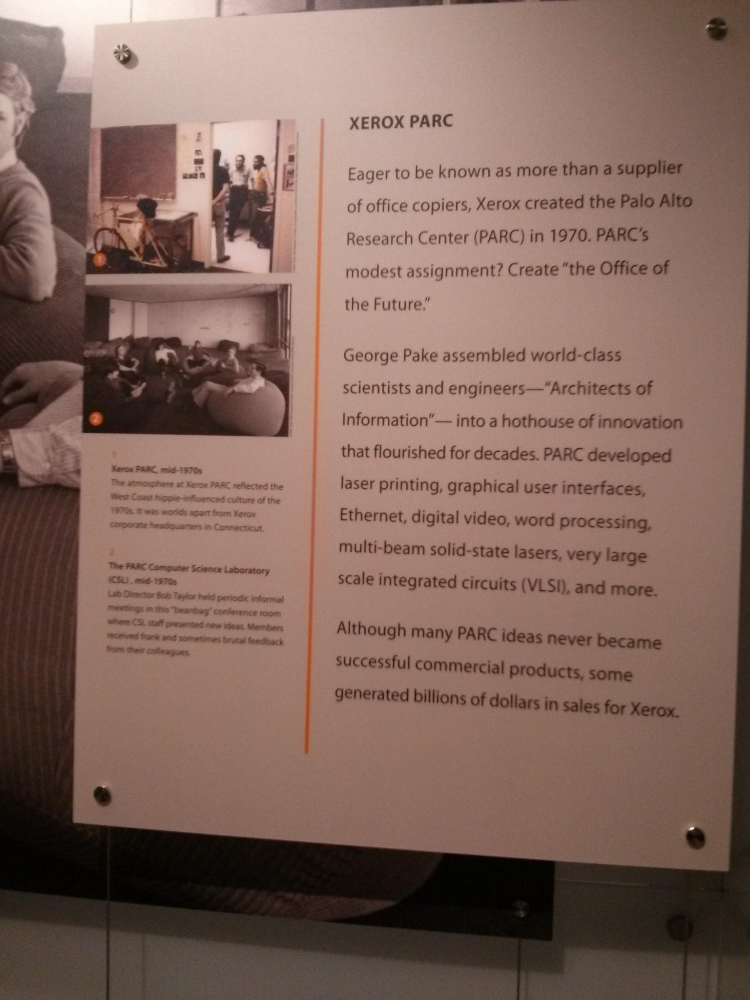 XEROX PARC
Eager to be known as more than a supplier
of office copiers, Xerox created the Palo Alto
Research Center (PARC) in 1970. PARC's
modest assignment? Create “the Office of
the Future.”
George Pake assembled world-class
scientists and engineers—“Architects of
Information”— into a hothouse of innovation
that flourished for decades. PARC developed
laser printing, graphical user interfaces,
Ethernet, digital video, word processing,
multi-beam solid-state lasers, very large
scale integrated circuits (VLSI), and more.
Although many PARC ideas never became
successful commercial products, some
generated billions of dollars in sales for Xerox.
1
2
1
Xerox PARC, mid-1970s
The atmosphere at Xerox PARC reflected the
West Coast hippie-influenced culture of the
1970s. It was worlds apart from Xerox
corporate headquarters in Connecticut.
2
The PARC Computer Science Laboratory
(CSL) , mid-1970s
Lab Director Bob Taylor held periodic informal
meetings in this “beanbag” conference room
where CSL staff presented new ideas. Members
received frank and sometimes brutal feedback
from their colleagues.